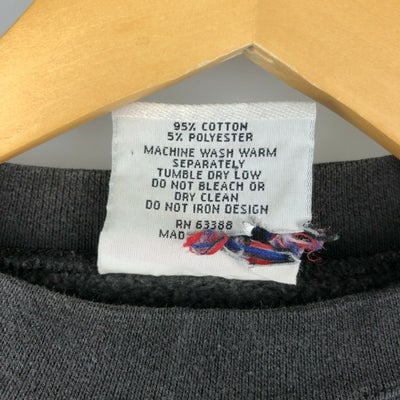 95% COTTON
5% POLYESTER
MACHINE WASH WARM
SEPARATELY
TUMBLE DRY LOW
DO NOT BLEACH OR
DRY CLEAN
DO NOT IRON DESIGN
RN 63388
MAD